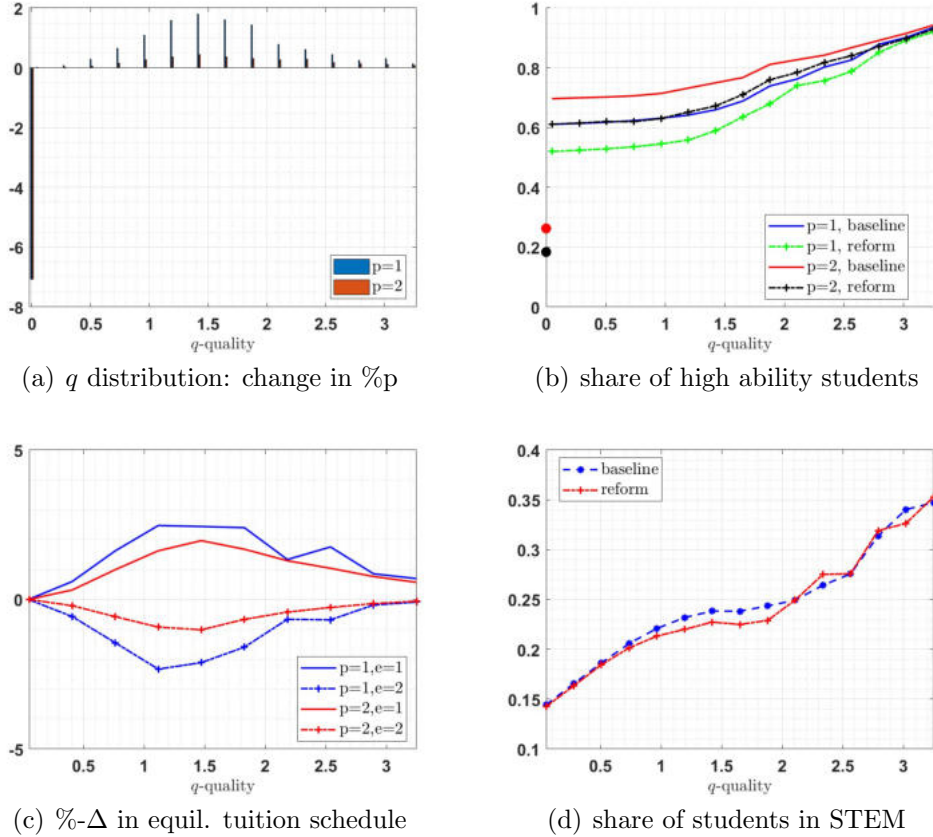 2
0
-2
-4
-6
-8
0
0.5
1
1.5
2
2.5
3
q-quality
p=1
p=2
(a) q distribution: change in %p
1
0.8
0.6
0.4
0.2
0
0
0.5
1
1.5
2
2.5
3
q-quality
p=1, baseline
p=1, reform
p=2, baseline
p=2, reform
(b) share of high ability students
5
0
-5
0.5
1
1.5
2
2.5
3
q-quality
p=1,e=1
p=1,e=2
p=2,e=1
p=2,e=2
(c) %-Δ in equil. tuition schedule
0.4
0.35
0.3
0.25
0.2
0.15
0.1
0.5
1
1.5
2
2.5
3
q-quality
baseline
reform
(d) share of students in STEM